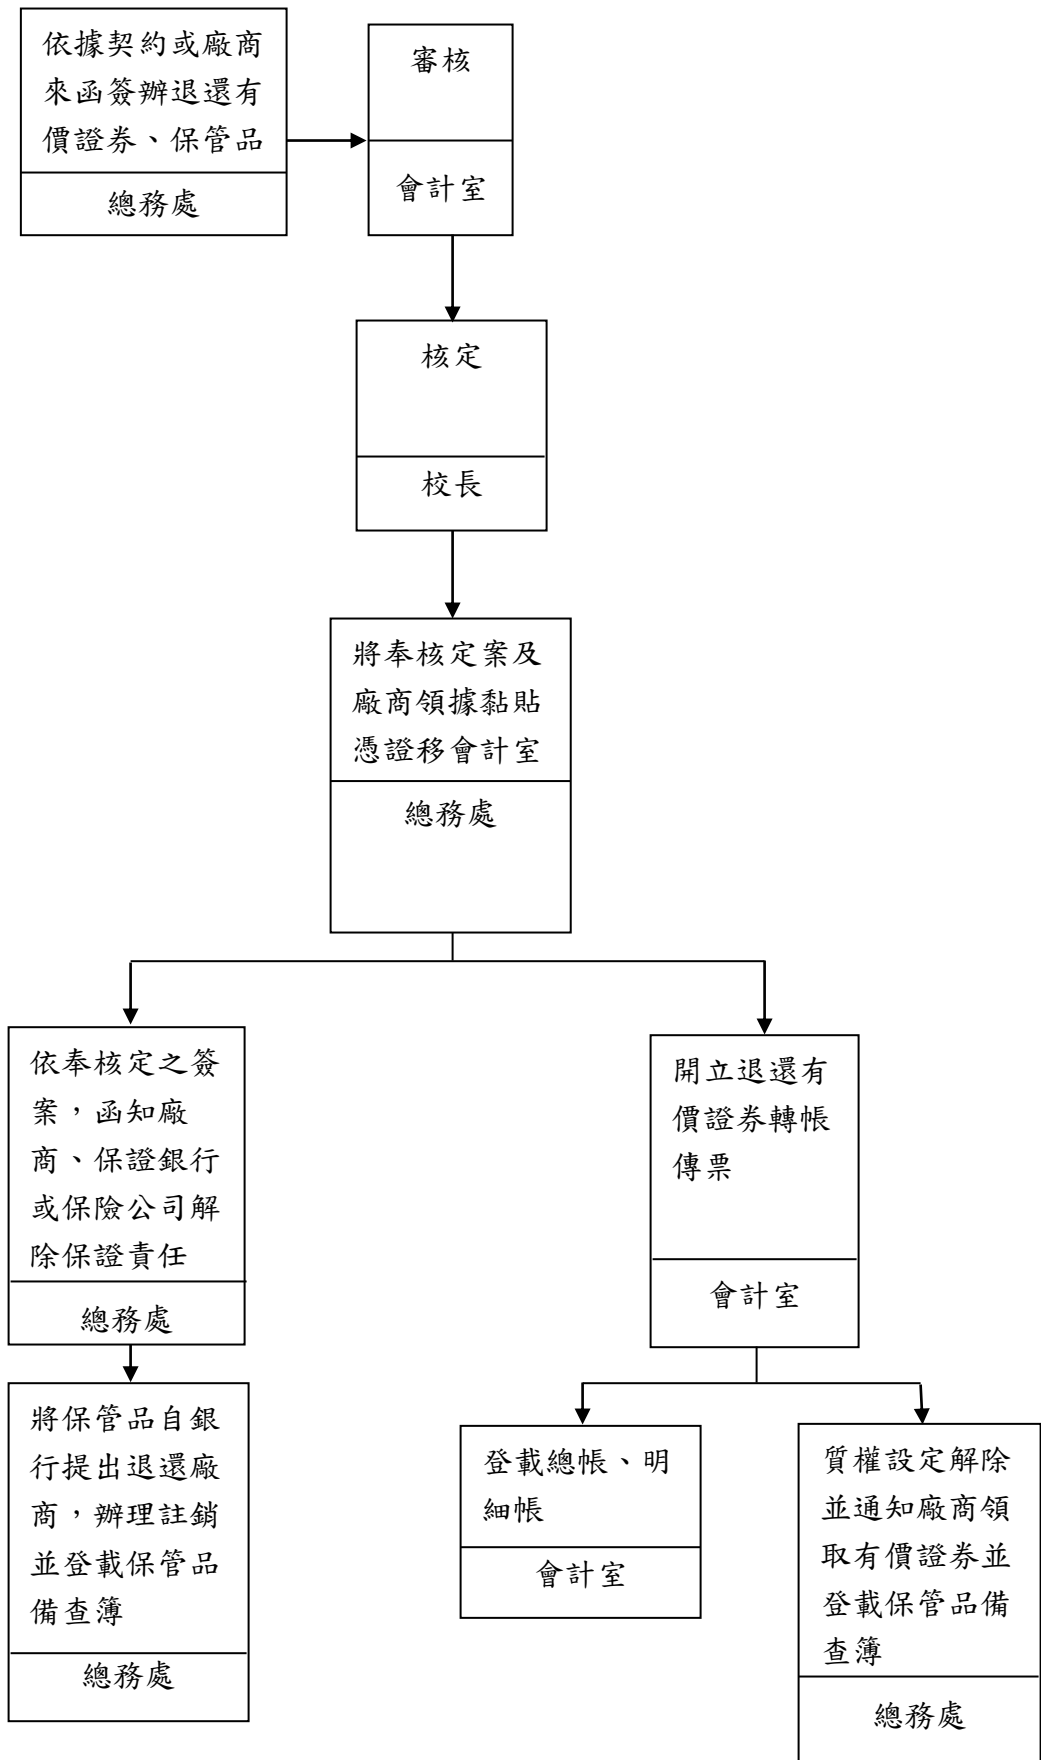 依據契約或廠商
來函簽辦退還有
價證券、保管品
總務處
審核
會計室
核定
校長
將奉核定案及
廠商領據黏貼
憑證移會計室
總務處
依奉核定之簽
案，函知廠
商、保證銀行
或保險公司解
除保證責任
總務處
開立退還有
價證券轉帳
傳票
會計室
將保管品自銀
行提出退還廠
商，辦理註銷
並登載保管品
備查簿
總務處
登載總帳、明
細帳
會計室
質權設定解除
並通知廠商領
取有價證券並
登載保管品備
查簿
總務處